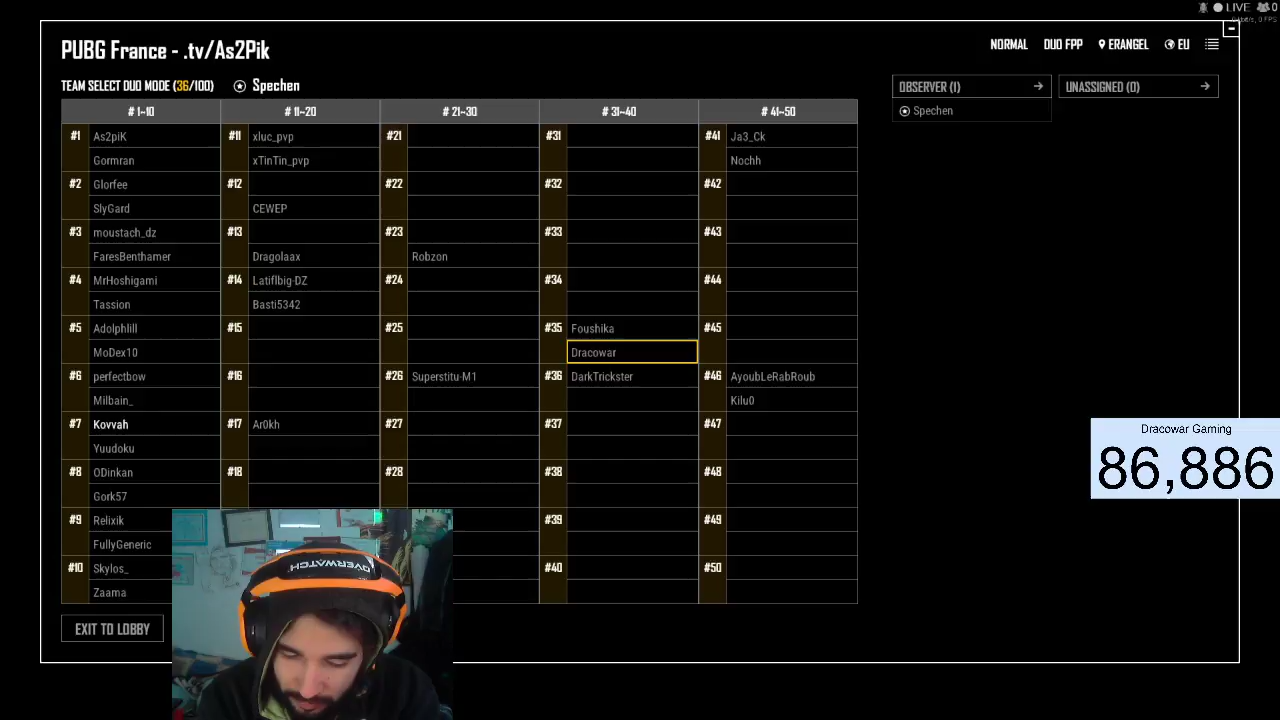 LIVE 0
0 kbit/s, 0 FPS
PUBG France - .tv/As2Pik
NORMAL DUO FPP ERANGEL EU
TEAM SELECT DUO MODE (36/100) Spechen
OBSERVER (1) UNASSIGNED (0)
Spechen
# 1~10 # 11~20 # 21~30 # 31~40 # 41~50
#1 As2piK #11 xluc_pvp #21 #31 #41 Ja3_Ck
Gormran xTinTin_pvp Nochh
#2 Glorfee #12 #22 #32 #42
SlyGard CEWEP
#3 moustach_dz #13 #23 #33 #43
FaresBenthamer Dragolaax Robzon
#4 MrHoshigami #14 Latiflbig-DZ #24 #34 #44
Tassion Basti5342
#5 Adolphlill #15 #25 #35 Foushika #45
MoDex10 Dracowar
#6 perfectbow #16 #26 Superstitu-M1 #36 DarkTrickster #46 AyoubLeRabRoub
Milbain_ Kilu0
#7 Kovvah #17 Ar0kh #27 #37 #47
Yuudoku
#8 ODinkan #18 #28 #38 #48
Gork57
#9 Relixik #39 #49
FullyGeneric
#10 Skylos_ #40 #50
Zaama
EXIT TO LOBBY
Dracowar Gaming
86,886
OVERWATCH